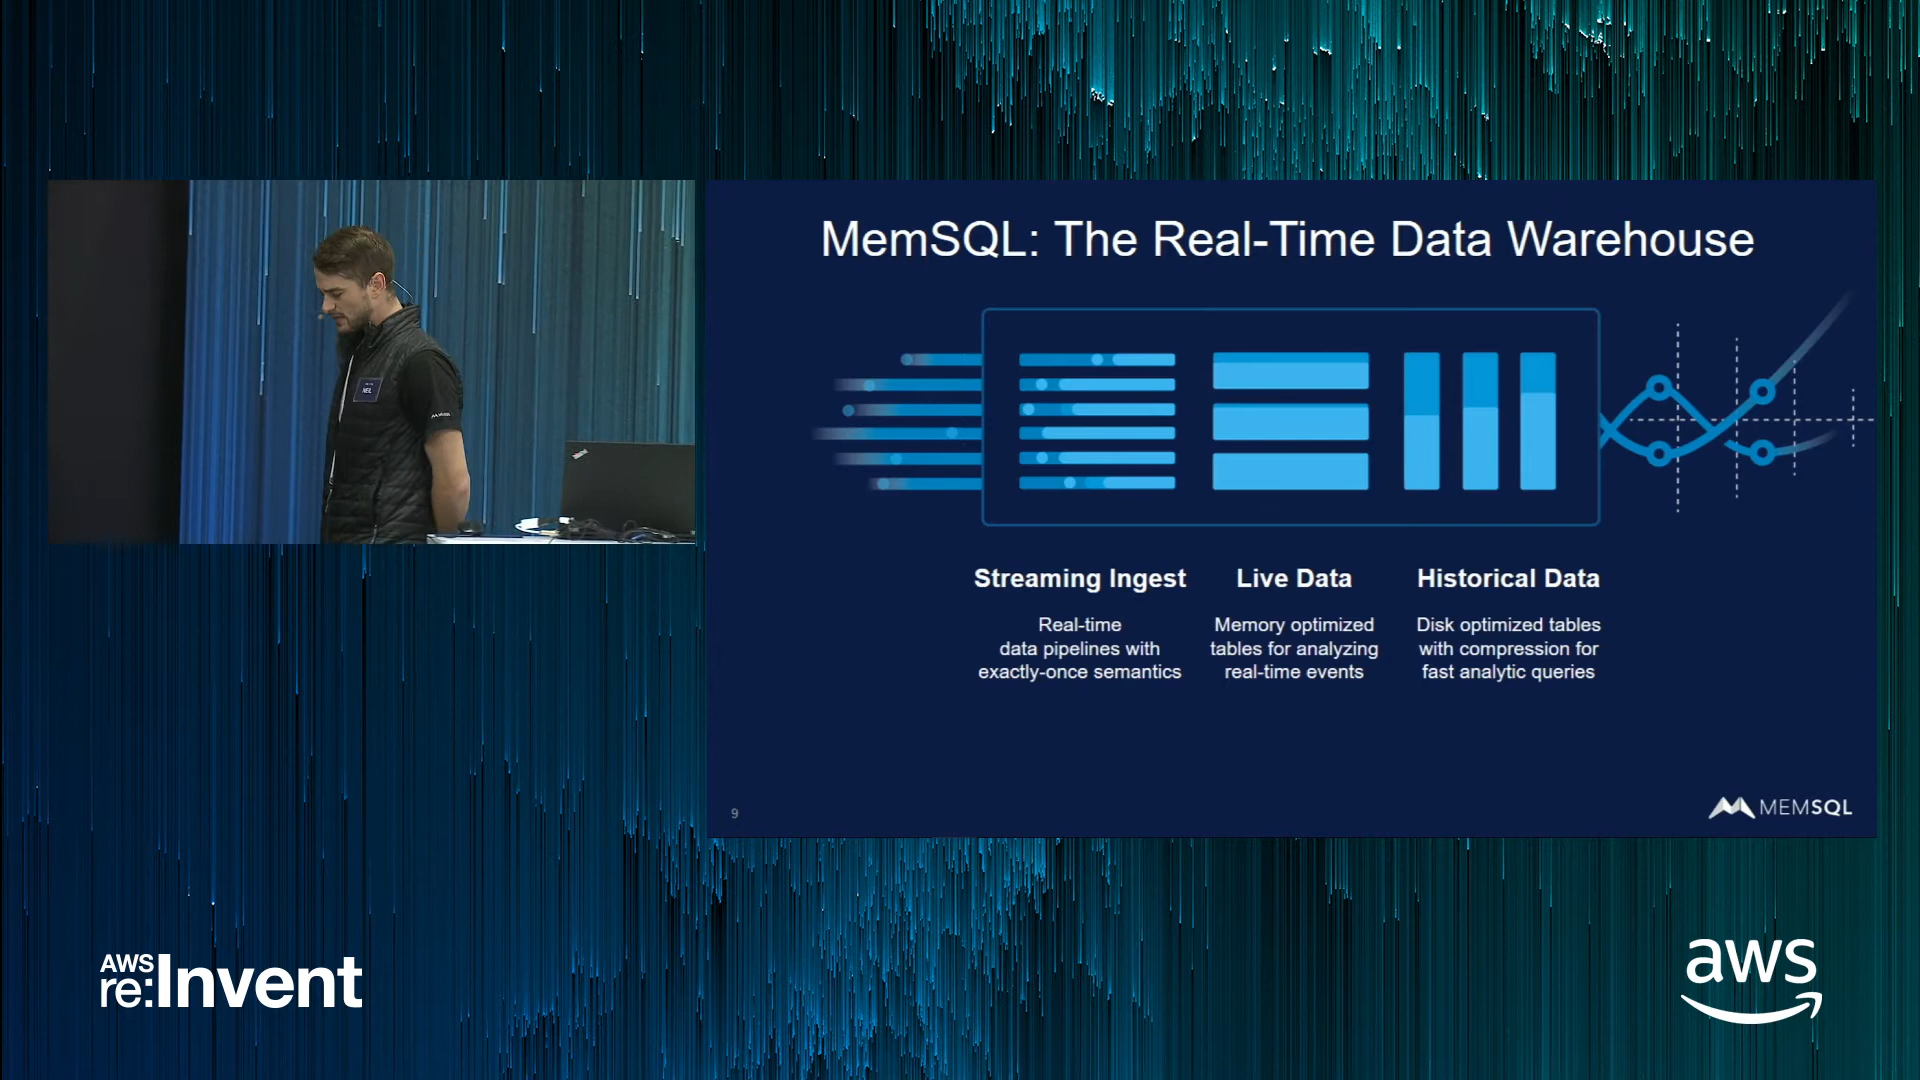 MemSQL: The Real-Time Data Warehouse
Streaming Ingest
Real-time
data pipelines with
exactly-once semantics
Live Data
Memory optimized
tables for analyzing
real-time events
Historical Data
Disk optimized tables
with compression for
fast analytic queries
9
MEMSQL
NEIL
AWS
re:Invent
aws